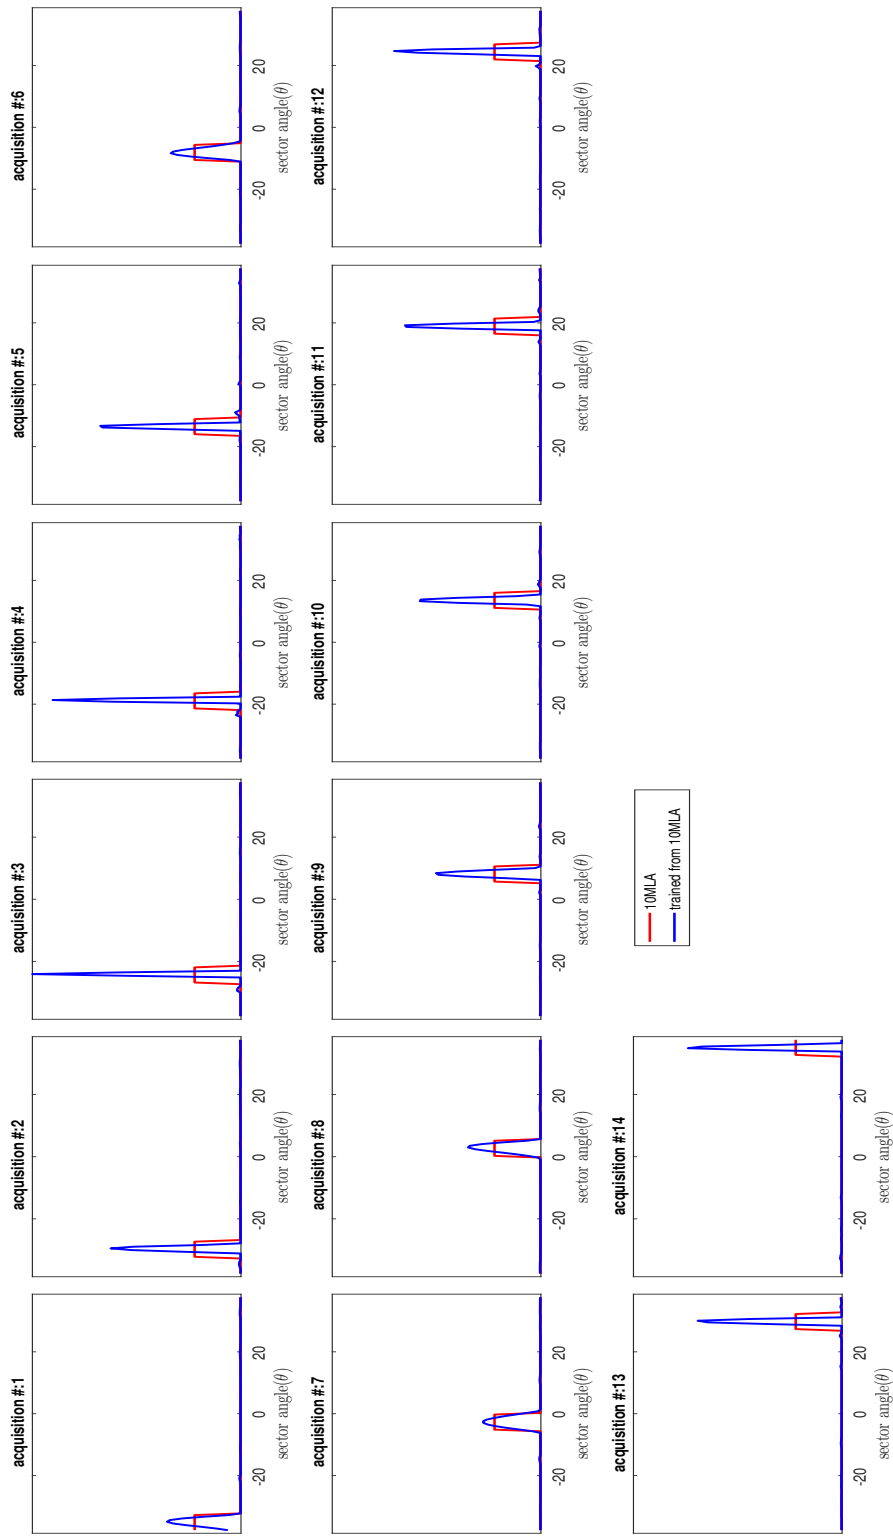 acquisition #:1
-20 0 20
sector angle(θ)
acquisition #:2
-20 0 20
sector angle(θ)
acquisition #:3
-20 0 20
sector angle(θ)
acquisition #:4
-20 0 20
sector angle(θ)
acquisition #:5
-20 0 20
sector angle(θ)
acquisition #:6
-20 0 20
sector angle(θ)
acquisition #:7
-20 0 20
sector angle(θ)
acquisition #:8
-20 0 20
sector angle(θ)
acquisition #:9
-20 0 20
sector angle(θ)
acquisition #:10
-20 0 20
sector angle(θ)
acquisition #:11
-20 0 20
sector angle(θ)
acquisition #:12
-20 0 20
sector angle(θ)
acquisition #:13
-20 0 20
sector angle(θ)
acquisition #:14
-20 0 20
sector angle(θ)
10MLA
trained from 10MLA